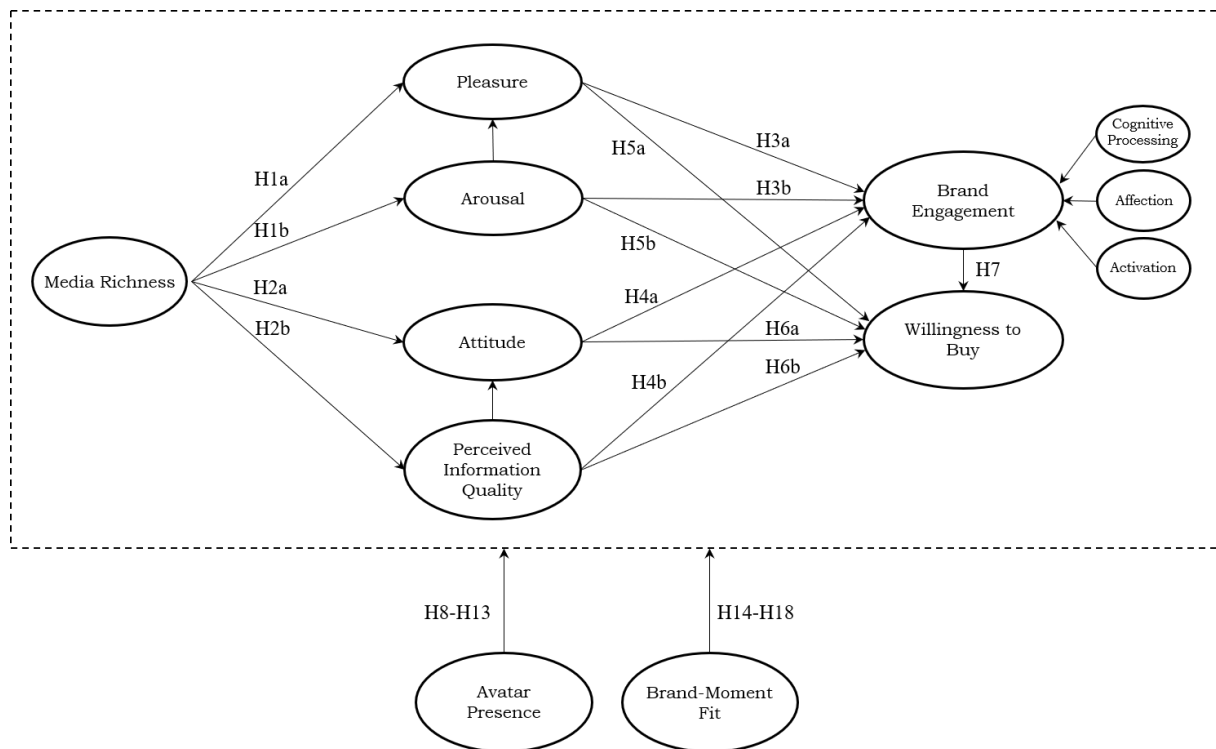 Pleasure
Cognitive
Processing
H5a
H3a
H1a
Brand
Engagement
Arousal
H3b
Affection
H1b
H5b
Activation
Media Richness
H2a
H4a
H7
H2b
Attitude
H6a
Willingness to
Buy
H4b
H6b
Perceived
Information
Quality
H8-H13
H14-H18
Avatar
Presence
Brand-Moment
Fit